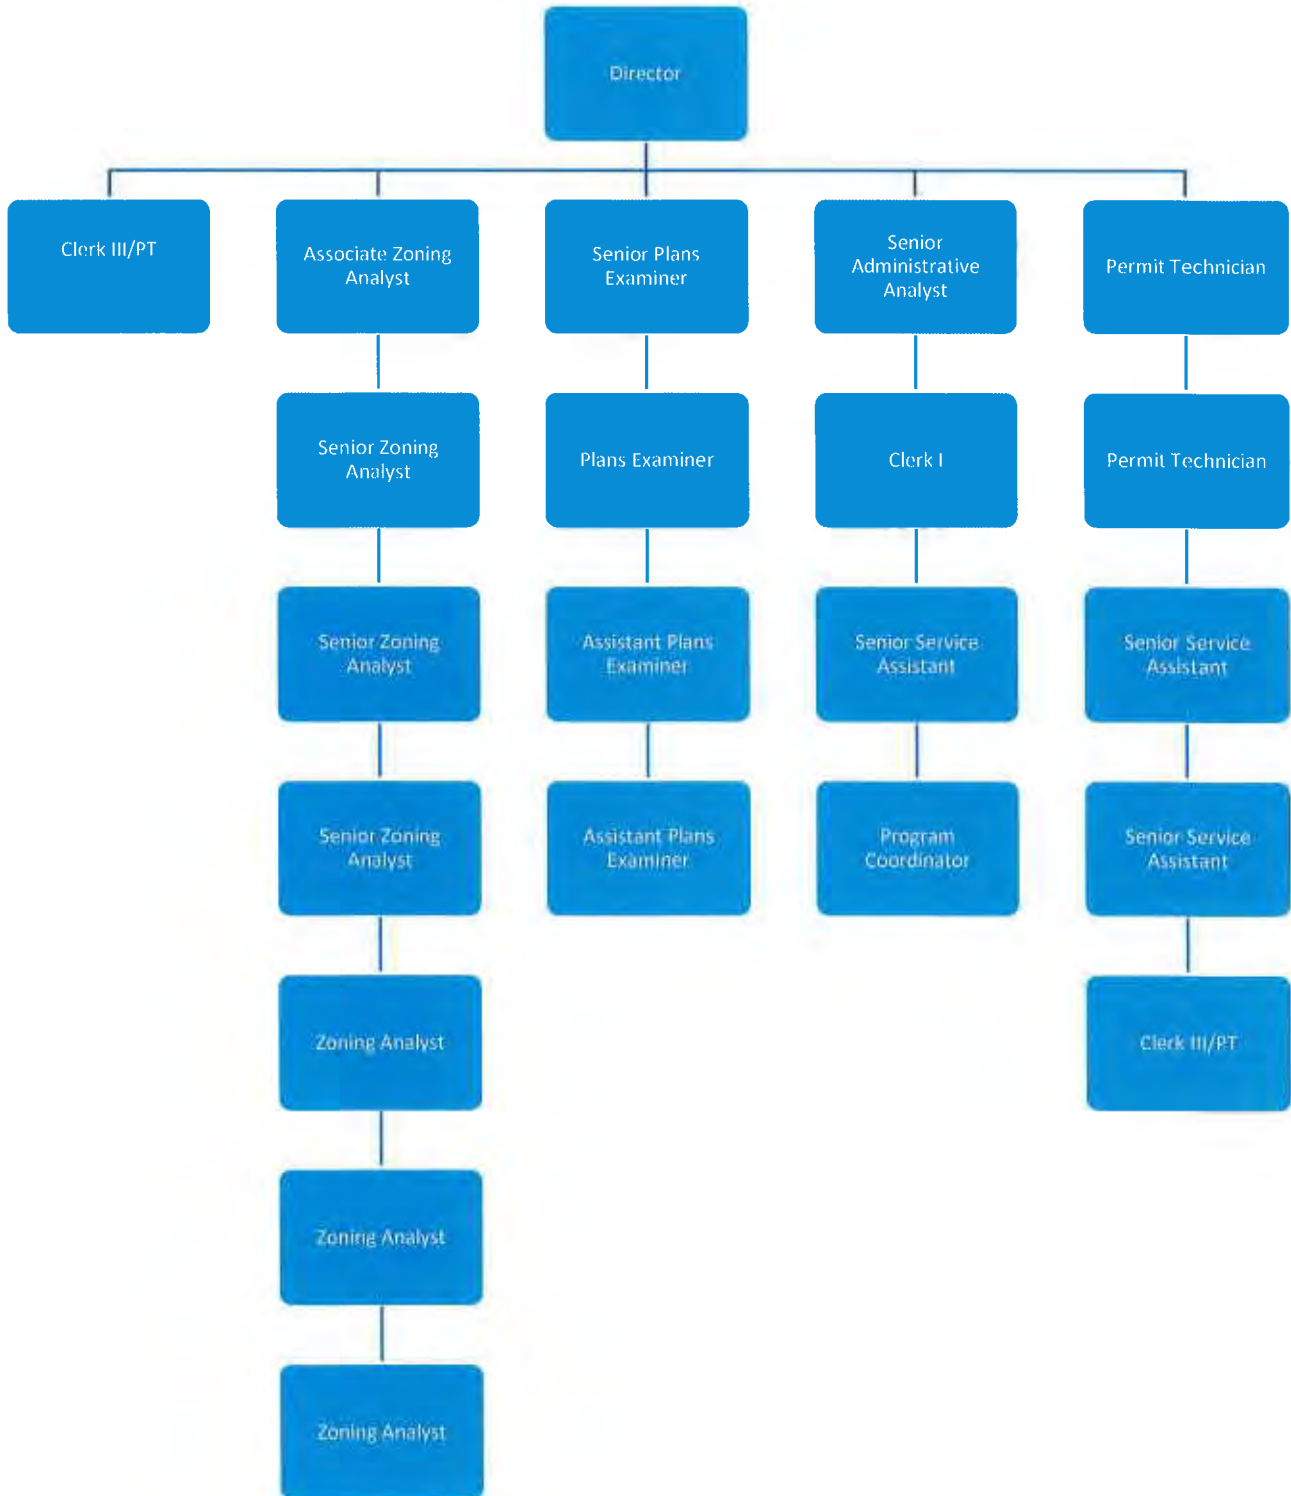 Director
Clerk III/PT
Associate Zoning
Analyst
Senior Plans
Examiner
Senior
Administrative
Analyst
Permit Technician
Senior Zoning
Analyst
Plans Examiner
Clerk I
Permit Technician
Senior Zoning
Analyst
Assistant Plans
Examiner
Senior Service
Assistant
Senior Service
Assistant
Senior Zoning
Analyst
Assistant Plans
Examiner
Program
Coordinator
Senior Service
Assistant
Zoning Analyst
Clerk III/PT
Zoning Analyst
Zoning Analyst